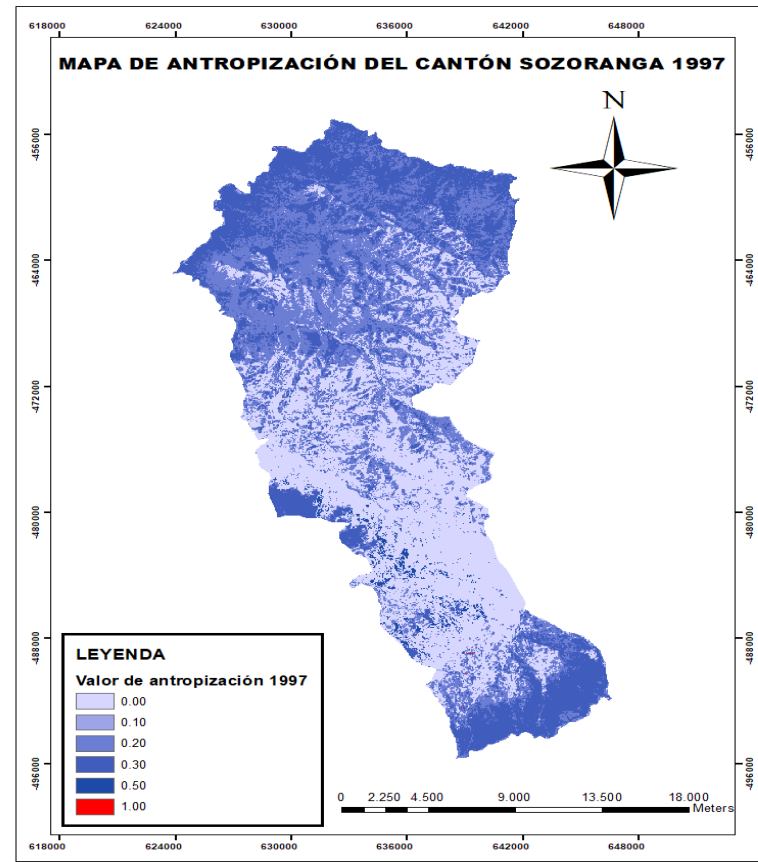 618000 624000 630000 636000 642000 648000
MAPA DE ANTROPIZACIÓN DEL CANTÓN SOZORANGA 1997
N
456000
456000
464000
464000
472000
472000
480000
480000
488000
488000
496000
496000
LEYENDA
Valor de antropización 1997
0.00
0.10
0.20
0.30
0.50
1.00
0 2.250 4.500 9.000 13.500 18.000
Meters
618000 624000 630000 636000 642000 648000